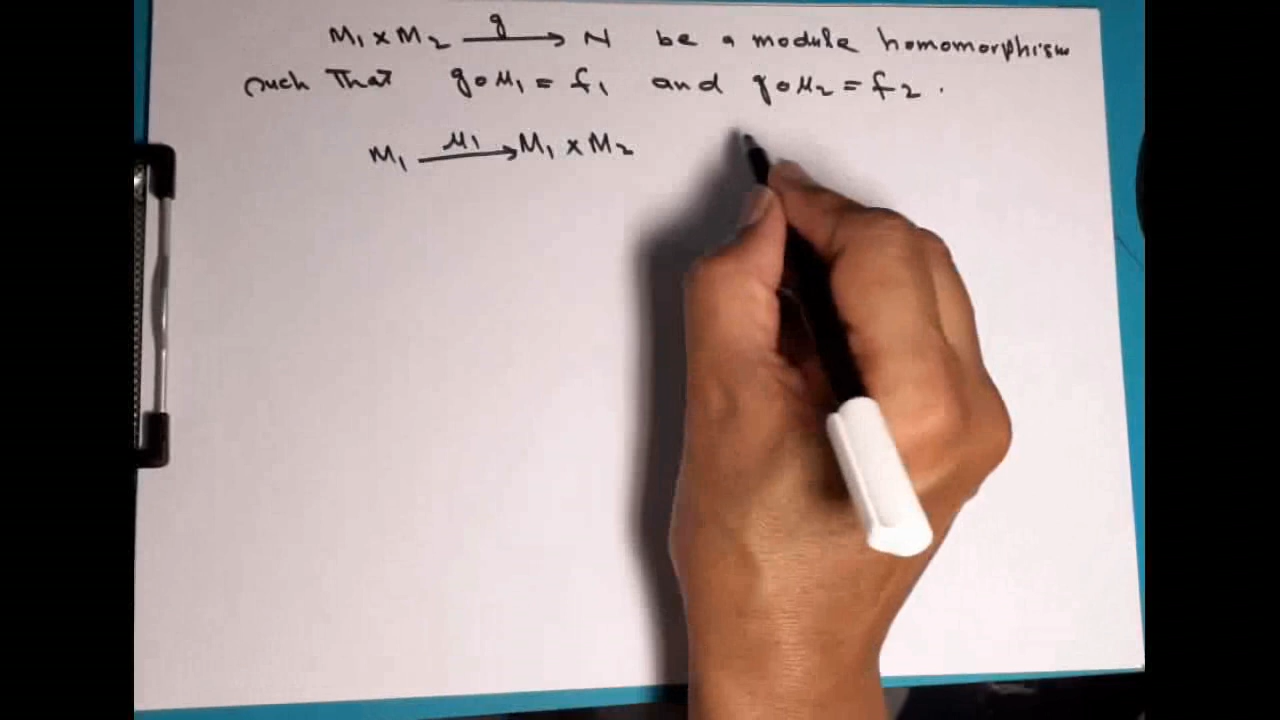 M₁ × M₂ —g→ N be a module homomorphism
such that g∘μ₁ = f₁ and g∘μ₂ = f₂ .
M₁ —μ₁→ M₁ × M₂